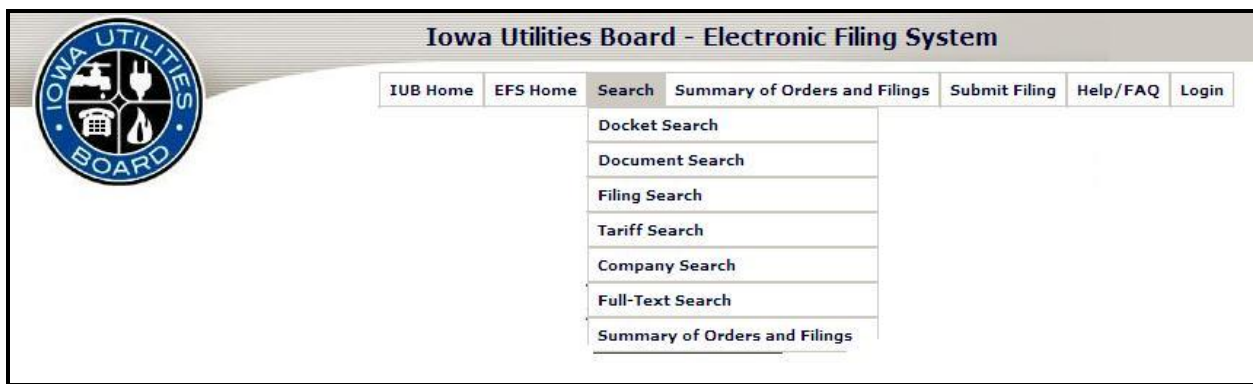 IOWA UTILITIES BOARD
Iowa Utilities Board - Electronic Filing System
IUB Home EFS Home Search Summary of Orders and Filings Submit Filing Help/FAQ Login
Docket Search
Document Search
Filing Search
Tariff Search
Company Search
Full-Text Search
Summary of Orders and Filings